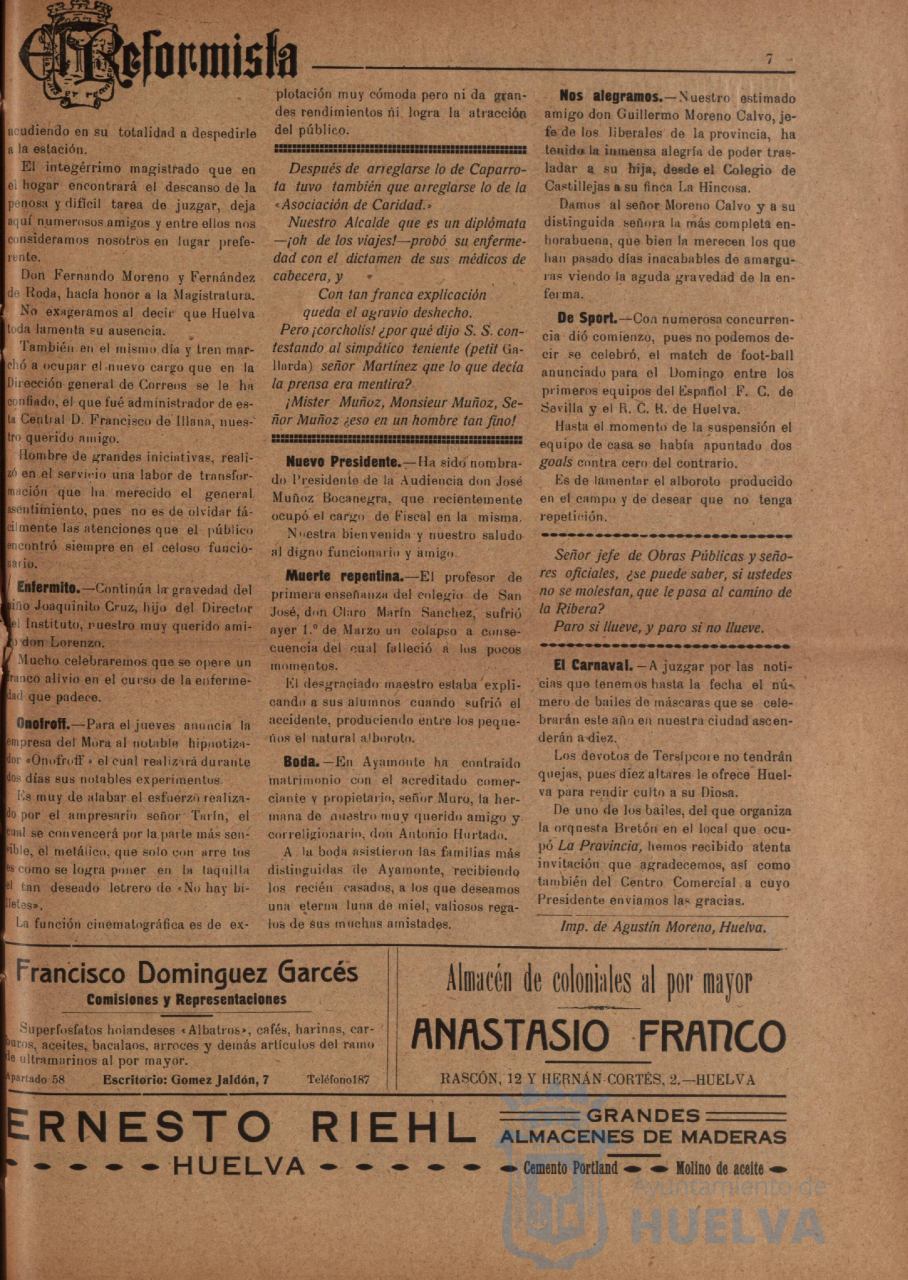 El Reformista
7
acudiendo en su totalidad a despedirle
a la estación.
El integérrimo magistrado que en
el hogar encontrará el descanso de la
penosa y difícil tarea de juzgar, deja
aquí numerosos amigos y entre ellos nos
consideramos nosotros en lugar prefe-
rente.
Don Fernando Moreno y Fernández
de Roda, hacía honor a la Magistratura.
No exageramos al decir que Huelva
toda lamenta su ausencia.
También en el mismo día y tren mar-
chó a ocupar el nuevo cargo que en la
Dirección general de Correos se le ha
confiado, el que fué administrador de es-
ta Central D. Francisco de Illana, nues-
tro querido amigo.
Hombre de grandes iniciativas, reali-
zó en el servicio una labor de transfor-
mación que ha merecido el general
asentimiento, pues no es de olvidar fá-
cilmente las atenciones que el público
encontró siempre en el celoso funcio-
nario.
Enfermito.—Continúa la gravedad del
niño Joaquinito Cruz, hijo del Director
del Instituto, nuestro muy querido ami-
go don Lorenzo.
Mucho celebraremos que se opere un
franco alivio en el curso de la enferme-
dad que padece.
Onofroff.—Para el jueves anuncia la
empresa del Mora al notable hipnotiza-
dor «Onofroff» el cual realizará durante
dos días sus notables experimentos.
Es muy de alabar el esfuerzo realiza-
do por el ampresario señor Tarín, el
cual se convencerá por la parte más sen-
sible, el metálico, que solo con arre tos
es como se logra poner en la taquilla
el tan deseado letrero de «No hay bi-
lletes».
La función cinematográfica es de ex-
plotación muy cómoda pero ni da gran-
des rendimientos ni logra la atracción
del público.
Después de arreglarse lo de Caparro-
ta tuvo también que arreglarse lo de la
«Asociación de Caridad.»
Nuestro Alcalde que es un diplómata
—¡oh de los viajes!—probó su enferme-
dad con el dictamen de sus médicos de
cabecera, y
Con tan franca explicación
queda el agravio deshecho.
Pero ¡corcholis! ¿por qué dijo S. S. con-
testando al simpático teniente (petit Ga-
llarda) señor Martínez que lo que decía
la prensa era mentira?
¡Mister Muñoz, Monsieur Muñoz, Se-
ñor Muñoz ¿eso en un hombre tan fino!
Nuevo Presidente.—Ha sido nombra-
do Presidente de la Audiencia don José
Muñoz Bocanegra, que recientemente
ocupó el cargo de Fiscal en la misma.
Nuestra bienvenida y nuestro saludo
al digno funcionario y amigo.
Muerte repentina.—El profesor de
primera enseñanza del colegio de San
José, don Claro Marín Sanchez, sufrió
ayer 1.º de Marzo un colapso a conse-
cuencia del cual falleció a los pocos
momentos.
El desgraciado maestro estaba expli-
cando a sus alumnos cuando sufrió el
accidente, produciendo entre los peque-
ños el natural alboroto.
Boda.—En Ayamonte ha contraido
matrimonio con el acreditado comer-
ciante y propietario, señor Muro, la her-
mana de nuestro muy querido amigo y
correligionario, don Antonio Hurtado.
A la boda asistieron las familias más
distinguidas de Ayamonte, recibiendo
los recién casados, a los que deseamos
una eterna luna de miel, valiosos rega-
los de sus muchas amistades.
Nos alegramos.—Nuestro estimado
amigo don Guillermo Moreno Calvo, je-
fe de los liberales de la provincia, ha
tenido la inmensa alegría de poder tras-
ladar a su hija, desde el Colegio de
Castillejas a su finca La Hincosa.
Damos al señor Moreno Calvo y a su
distinguida señora la más completa en-
horabuena, que bien la merecen los que
han pasado días inacabables de amargu-
ras viendo la aguda gravedad de la en-
ferma.
De Sport.—Con numerosa concurren-
cia dió comienzo, pues no podemos de-
cir se celebró, el match de foot-ball
anunciado para el Domingo entre los
primeros equipos del Español F. C. de
Sevilla y el R. C. R. de Huelva.
Hasta el momento de la suspensión el
equipo de casa se había apuntado dos
goals contra cero del contrario.
Es de lamentar el alboroto producido
en el campo y de desear que no tenga
repetición.
Señor jefe de Obras Públicas y seño-
res oficiales, ¿se puede saber, si ustedes
no se molestan, que le pasa al camino de
la Ribera?
Paro si llueve, y paro si no llueve.
El Carnaval.—A juzgar por las noti-
cias que tenemos hasta la fecha el nú-
mero de bailes de máscaras que se cele-
brarán este año en nuestra ciudad ascen-
derán a diez.
Los devotos de Tersípcore no tendrán
quejas, pues diez altares le ofrece Huel-
va para rendir culto a su Diosa.
De uno de los bailes, del que organiza
la orquesta Bretón en el local que ocu-
pó La Provincia, hemos recibido atenta
invitación que agradecemos, así como
también del Centro Comercial a cuyo
Presidente enviamos las gracias.
Imp. de Agustín Moreno, Huelva.
Francisco Dominguez Garcés
Comisiones y Representaciones
Superfosfatos holandeses «Albatros», cafés, harinas, car-
buros, aceites, bacalaos, arroces y demás artículos del ramo
de ultramarinos al por mayor.
Apartado 58 Escritorio: Gomez Jaldón, 7 Teléfono 187
Almacén de coloniales al por mayor
ANASTASIO FRANCO
RASCÓN, 12 Y HERNÁN-CORTÉS, 2.—HUELVA
ERNESTO RIEHL
HUELVA
GRANDES
ALMACENES DE MADERAS
Cemento Portland Molino de aceite
Ayuntamiento de
HUELVA